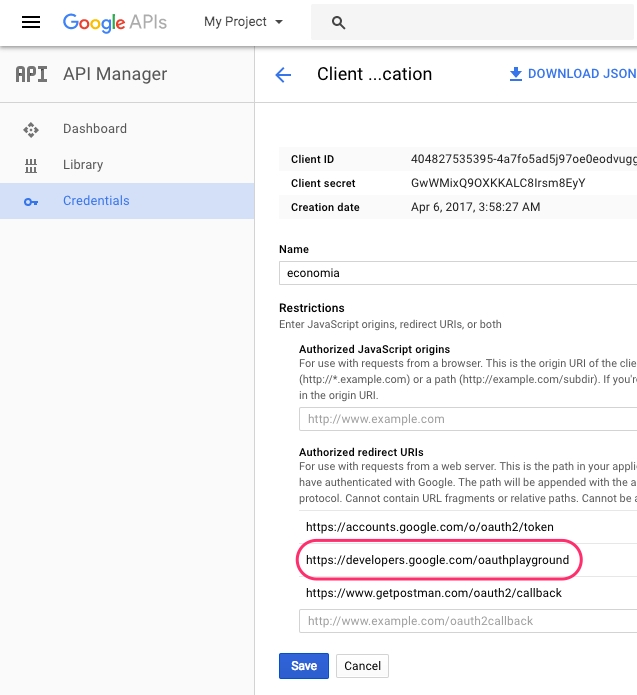 Google APIs My Project
API API Manager
Client ...cation
DOWNLOAD JSON
Dashboard
Library
Credentials
Client ID 404827535395-4a7fo5ad5j97oe0eodvugg
Client secret GwWMixQ9OXKKALC8Irsm8EyY
Creation date Apr 6, 2017, 3:58:27 AM
Name
economia
Restrictions
Enter JavaScript origins, redirect URIs, or both
Authorized JavaScript origins
For use with requests from a browser. This is the origin URI of the clie
(http://*.example.com) or a path (http://example.com/subdir). If you're
in the origin URI.
http://www.example.com
Authorized redirect URIs
For use with requests from a web server. This is the path in your appli
have authenticated with Google. The path will be appended with the a
protocol. Cannot contain URL fragments or relative paths. Cannot be a
https://accounts.google.com/o/oauth2/token
https://developers.google.com/oauthplayground
https://www.getpostman.com/oauth2/callback
http://www.example.com/oauth2callback
Save Cancel